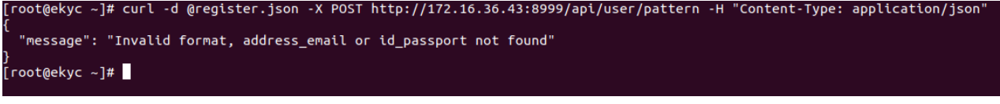 [root@ekyc ~]# curl -d @register.json -X POST http://172.16.36.43:8999/api/user/pattern -H "Content-Type: application/json"
{
  "message": "Invalid format, address_email or id_passport not found"
}
[root@ekyc ~]#